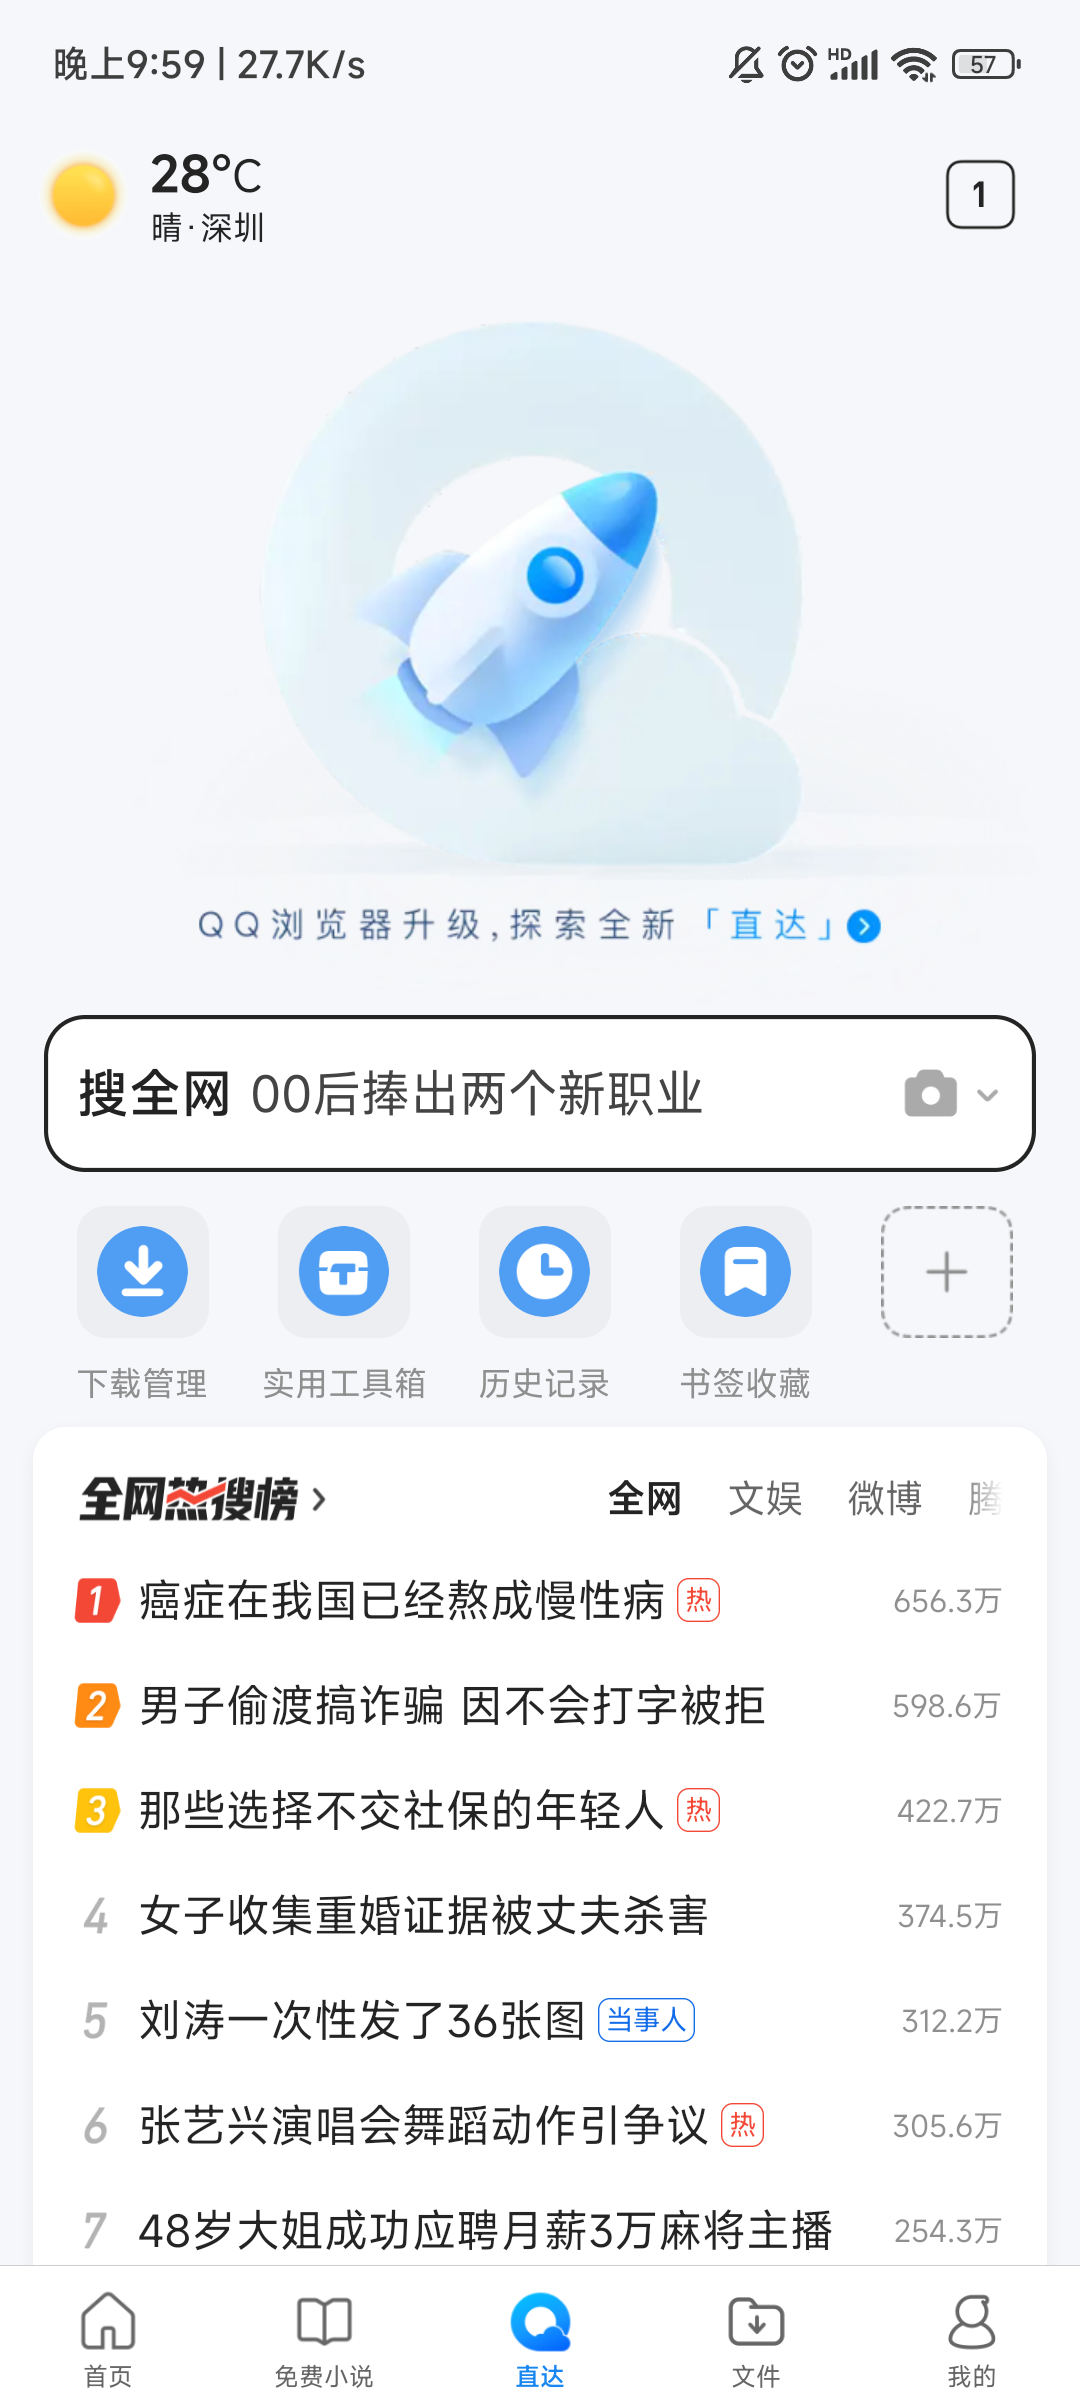 晚上9:59 | 27.7K/s
HD
57
28°C
晴·深圳
1
QQ浏览器升级,探索全新「直达」
搜全网 00后捧出两个新职业
下载管理 实用工具箱 历史记录 书签收藏
全网热搜榜 全网 文娱 微博 腾
1 癌症在我国已经熬成慢性病 热 656.3万
2 男子偷渡搞诈骗 因不会打字被拒 598.6万
3 那些选择不交社保的年轻人 热 422.7万
4 女子收集重婚证据被丈夫杀害 374.5万
5 刘涛一次性发了36张图 当事人 312.2万
6 张艺兴演唱会舞蹈动作引争议 热 305.6万
7 48岁大姐成功应聘月薪3万麻将主播 254.3万
首页 免费小说 直达 文件 我的